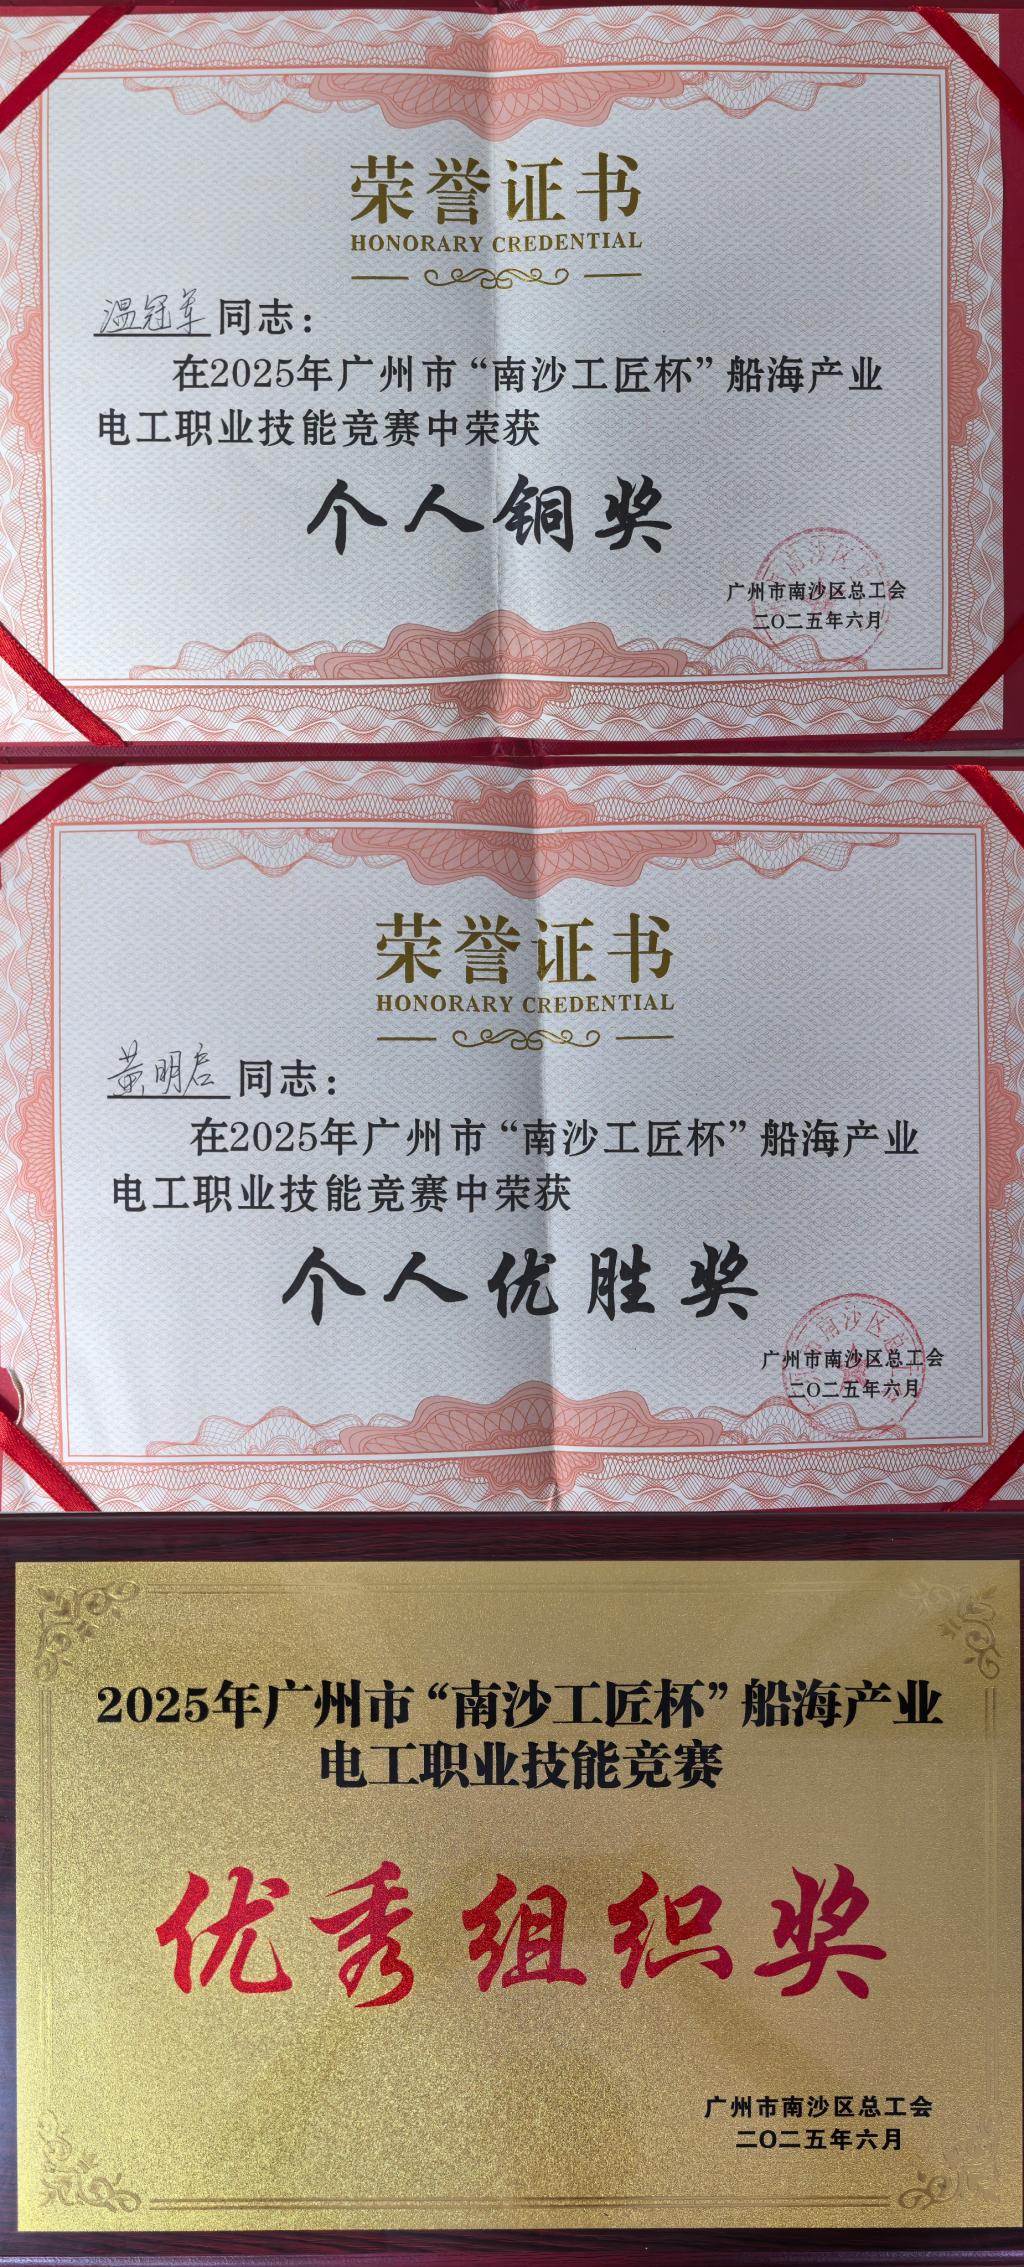 荣誉证书
HONORARY CREDENTIAL
温冠军同志：
在2025年广州市“南沙工匠杯”船海产业
电工职业技能竞赛中荣获
个人铜奖
广州市南沙区总工会
二〇二五年六月
荣誉证书
HONORARY CREDENTIAL
黄明启同志：
在2025年广州市“南沙工匠杯”船海产业
电工职业技能竞赛中荣获
个人优胜奖
广州市南沙区总工会
二〇二五年六月
2025年广州市“南沙工匠杯”船海产业
电工职业技能竞赛
优秀组织奖
广州市南沙区总工会
二〇二五年六月